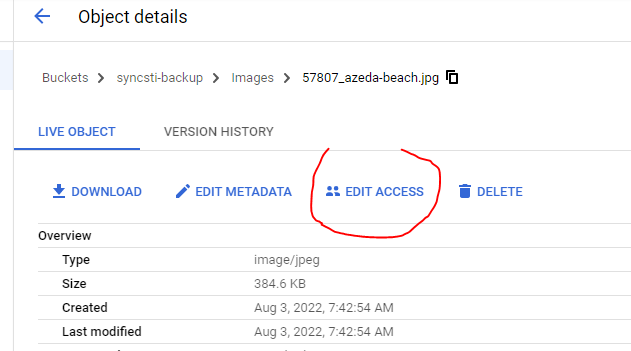 Object details
Buckets > syncsti-backup > Images > 57807_azeda-beach.jpg
LIVE OBJECT VERSION HISTORY
DOWNLOAD EDIT METADATA EDIT ACCESS DELETE
Overview
Type image/jpeg
Size 384.6 KB
Created Aug 3, 2022, 7:42:54 AM
Last modified Aug 3, 2022, 7:42:54 AM